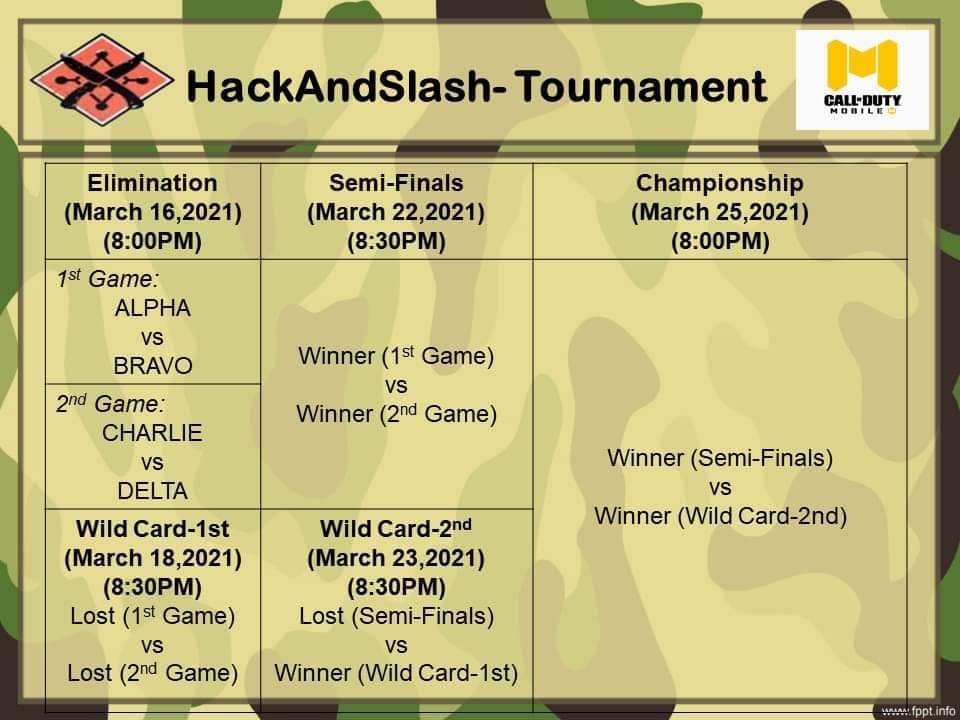 HackAndSlash- Tournament
CALL OF DUTY
MOBILE
Elimination
(March 16,2021)
(8:00PM)
Semi-Finals
(March 22,2021)
(8:30PM)
Championship
(March 25,2021)
(8:00PM)
1st Game:
ALPHA
vs
BRAVO
2nd Game:
CHARLIE
vs
DELTA
Winner (1st Game)
vs
Winner (2nd Game)
Winner (Semi-Finals)
vs
Winner (Wild Card-2nd)
Wild Card-1st
(March 18,2021)
(8:30PM)
Lost (1st Game)
vs
Lost (2nd Game)
Wild Card-2nd
(March 23,2021)
(8:30PM)
Lost (Semi-Finals)
vs
Winner (Wild Card-1st)
www.fppt.info